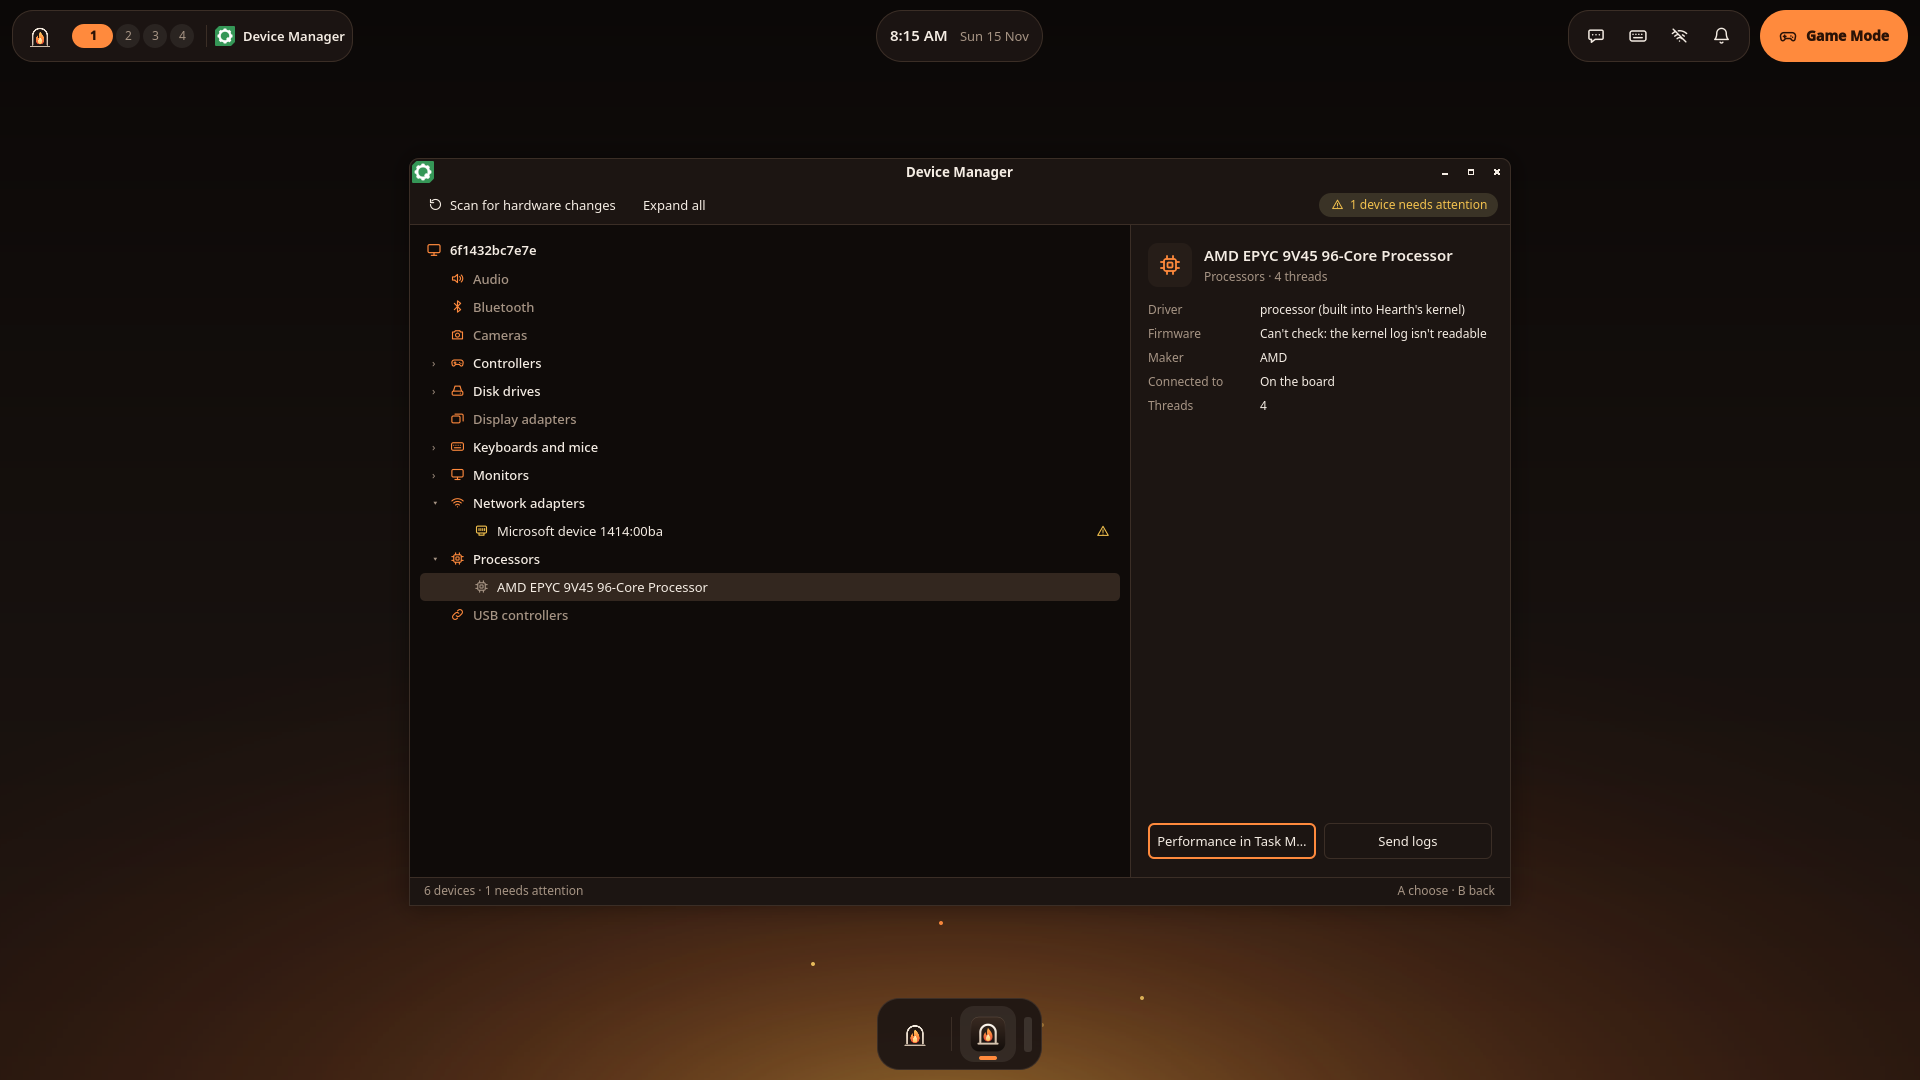 1 2 3 4 Device Manager
8:15 AM Sun 15 Nov
Game Mode
Device Manager
Scan for hardware changes Expand all
1 device needs attention
6f1432bc7e7e
Audio
Bluetooth
Cameras
Controllers
Disk drives
Display adapters
Keyboards and mice
Monitors
Network adapters
Microsoft device 1414:00ba
Processors
AMD EPYC 9V45 96-Core Processor
USB controllers
AMD EPYC 9V45 96-Core Processor
Processors · 4 threads
Driver processor (built into Hearth's kernel)
Firmware Can't check: the kernel log isn't readable
Maker AMD
Connected to On the board
Threads 4
Performance in Task M... Send logs
6 devices · 1 needs attention
A choose · B back